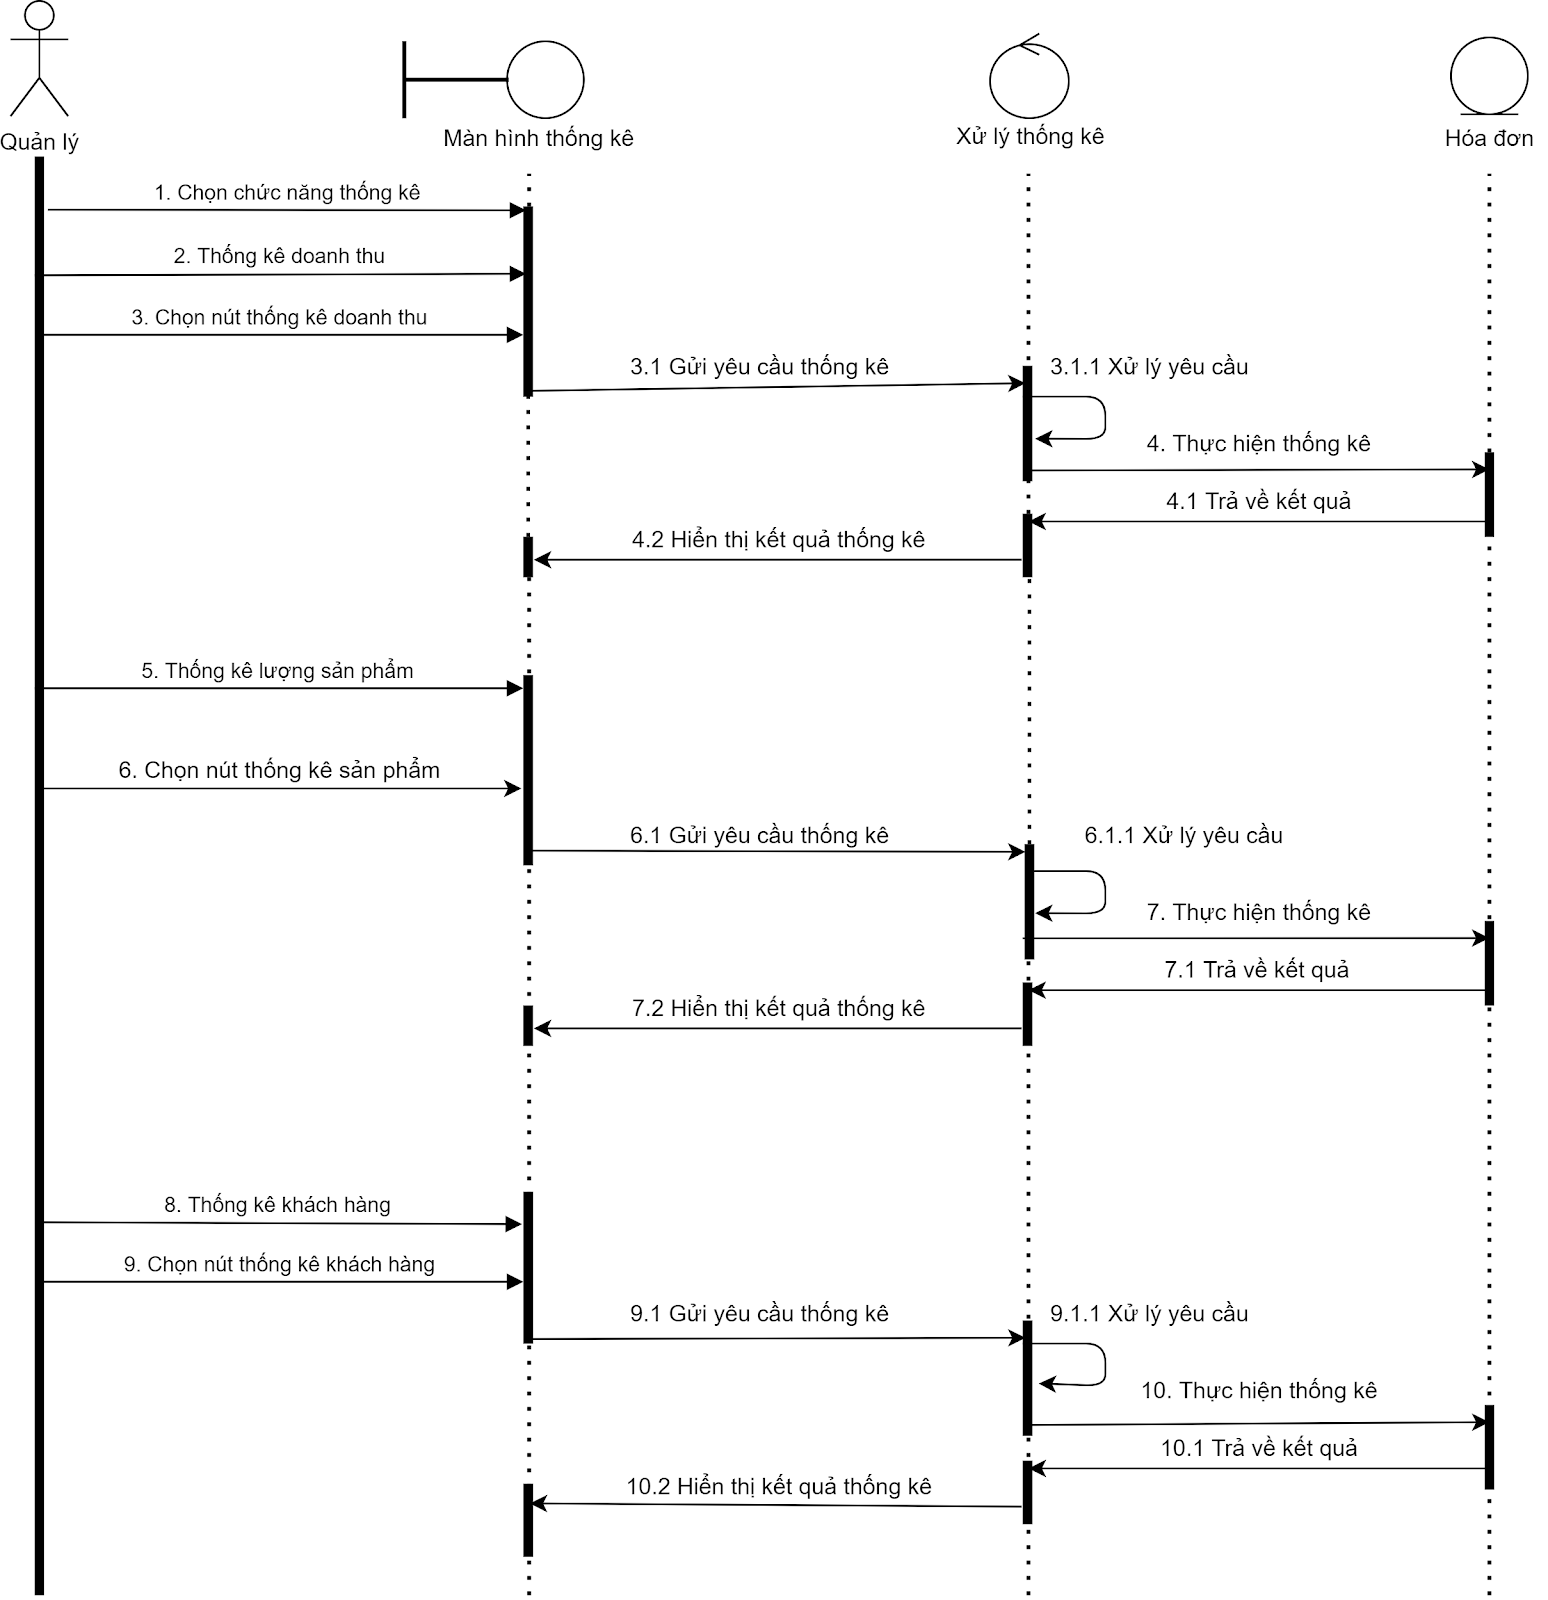 Quản lý
Màn hình thống kê
Xử lý thống kê
Hóa đơn
1. Chọn chức năng thống kê
2. Thống kê doanh thu
3. Chọn nút thống kê doanh thu
3.1 Gửi yêu cầu thống kê
3.1.1 Xử lý yêu cầu
4. Thực hiện thống kê
4.1 Trả về kết quả
4.2 Hiển thị kết quả thống kê
5. Thống kê lượng sản phẩm
6. Chọn nút thống kê sản phẩm
6.1 Gửi yêu cầu thống kê
6.1.1 Xử lý yêu cầu
7. Thực hiện thống kê
7.1 Trả về kết quả
7.2 Hiển thị kết quả thống kê
8. Thống kê khách hàng
9. Chọn nút thống kê khách hàng
9.1 Gửi yêu cầu thống kê
9.1.1 Xử lý yêu cầu
10. Thực hiện thống kê
10.1 Trả về kết quả
10.2 Hiển thị kết quả thống kê